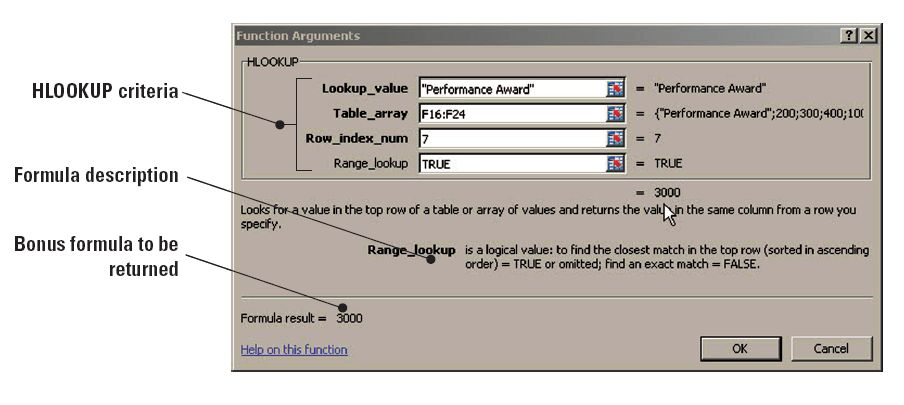 Function Arguments
HLOOKUP
HLOOKUP criteria
Lookup_value "Performance Award" = "Performance Award"
Table_array F16:F24 = {"Performance Award";200;300;400;100
Row_index_num 7 = 7
Range_lookup TRUE = TRUE
= 3000
Formula description
Looks for a value in the top row of a table or array of values and returns the value in the same column from a row you
specify.
Bonus formula to be
returned
Range_lookup is a logical value: to find the closest match in the top row (sorted in ascending
order) = TRUE or omitted; find an exact match = FALSE.
Formula result = 3000
Help on this function
OK
Cancel